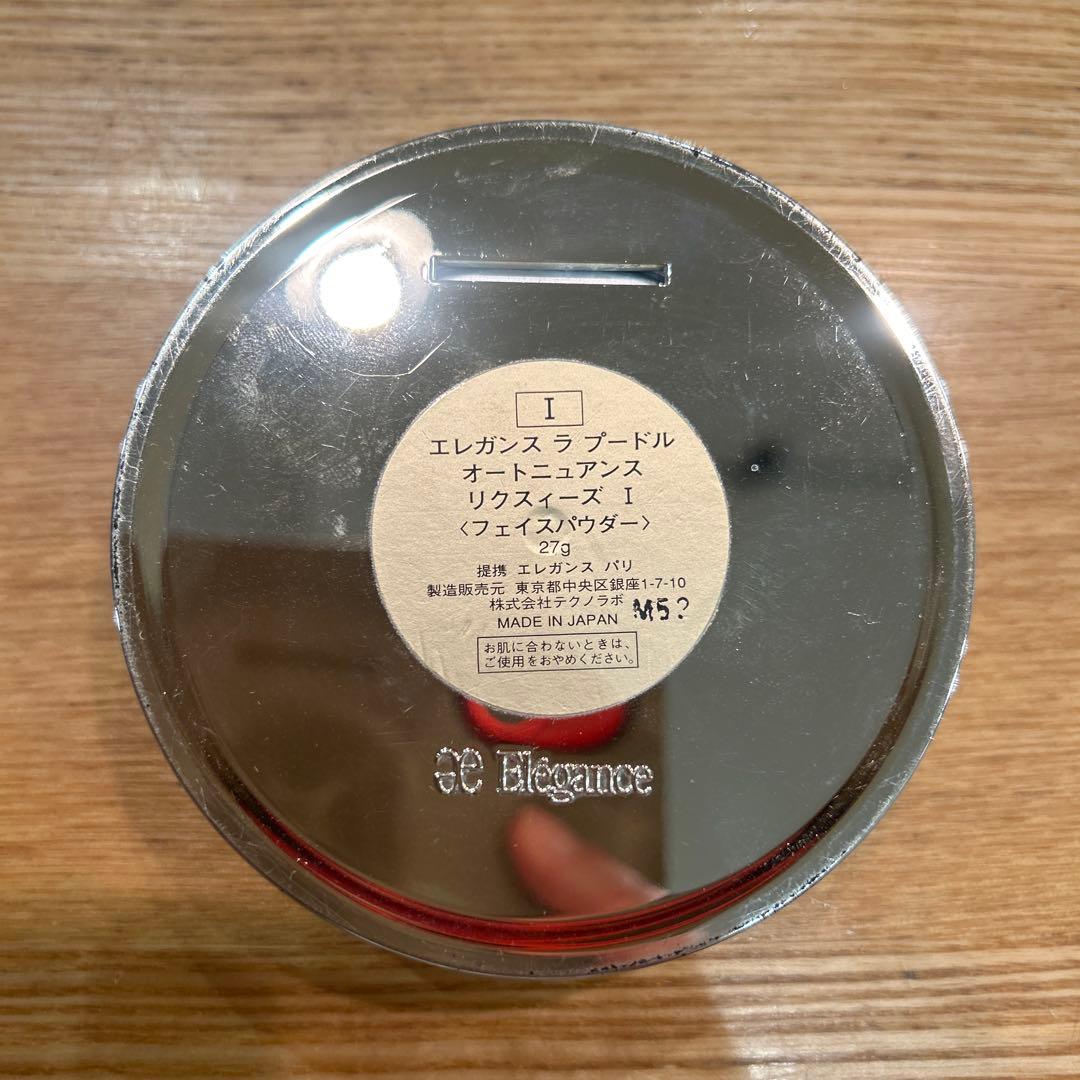 I
エレガンス ラ プードル
オートニュアンス
リクスィーズ I
〈フェイスパウダー〉
27g
提携 エレガンス パリ
製造販売元 東京都中央区銀座1-7-10
株式会社テクノラボ
MADE IN JAPAN M5?
お肌に合わないときは、
ご使用をおやめください。
æ Elégance